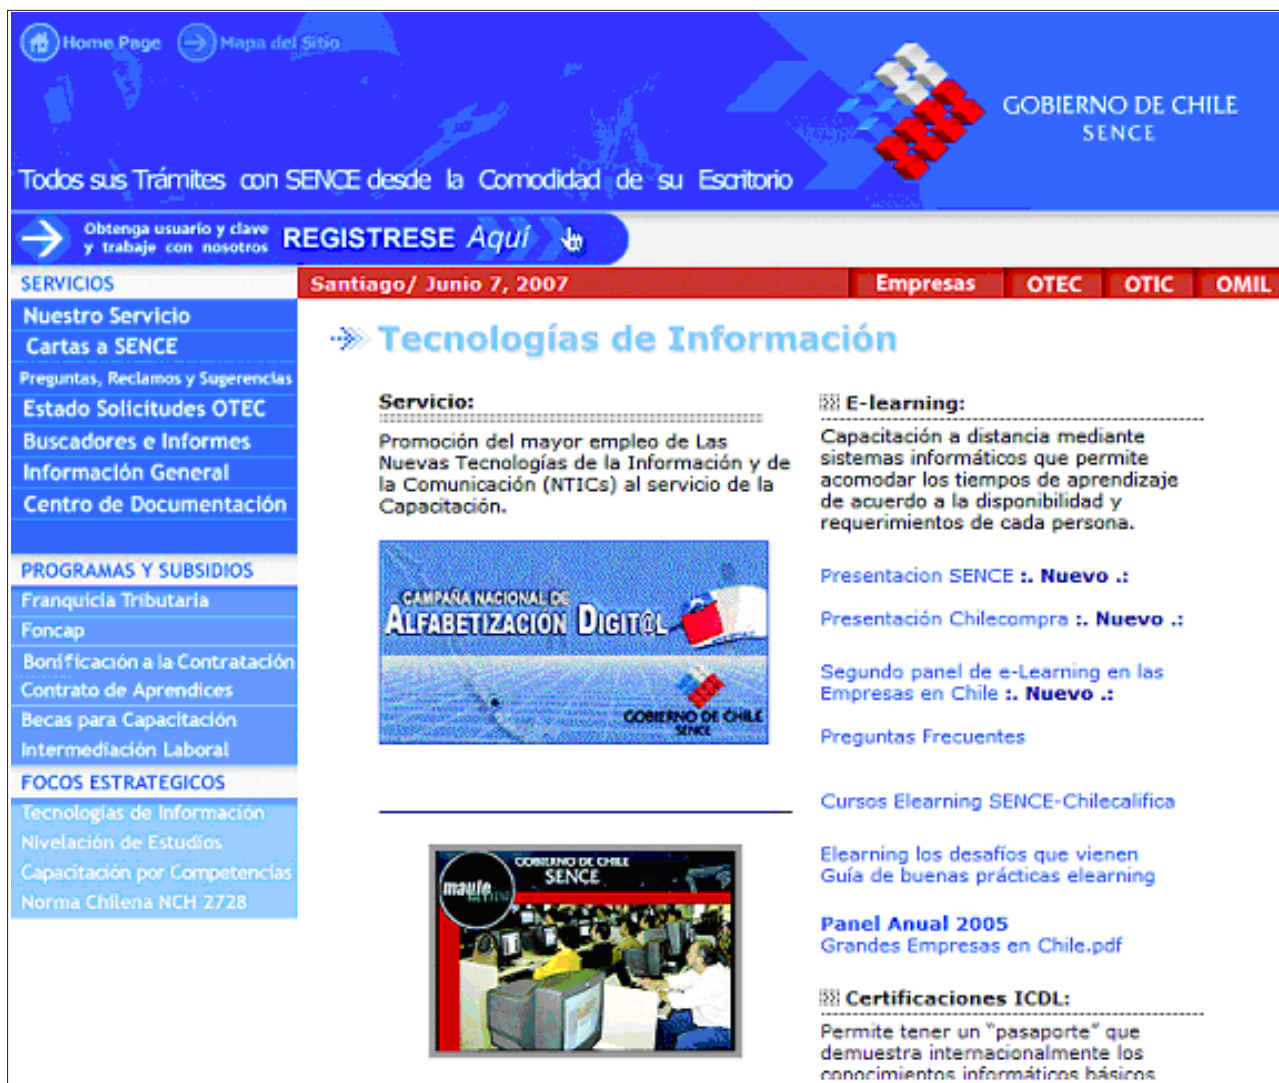 Home Page
Mapa del Sitio
GOBIERNO DE CHILE
SENCE
Todos sus Trámites con SENCE desde la Comodidad de su Escritorio
Obtenga usuario y clave
y trabaje con nosotros
REGISTRESE Aquí
SERVICIOS
Nuestro Servicio
Cartas a SENCE
Preguntas, Reclamos y Sugerencias
Estado Solicitudes OTEC
Buscadores e Informes
Información General
Centro de Documentación
PROGRAMAS Y SUBSIDIOS
Franquicia Tributaria
Foncap
Bonificación a la Contratación
Contrato de Aprendices
Becas para Capacitación
Intermediación Laboral
FOCOS ESTRATEGICOS
Tecnologías de Información
Nivelación de Estudios
Capacitación por Competencias
Norma Chilena NCH 2728
Santiago/ Junio 7, 2007
Empresas
OTEC
OTIC
OMIL
Tecnologías de Información
Servicio:
Promoción del mayor empleo de Las
Nuevas Tecnologías de la Información y de
la Comunicación (NTICs) al servicio de la
Capacitación.
CAMPAÑA NACIONAL DE
ALFABETIZACIÓN DIGIT@L
GOBIERNO DE CHILE
SENCE
GOBIERNO DE CHILE
SENCE
maule
E-learning:
Capacitación a distancia mediante
sistemas informáticos que permite
acomodar los tiempos de aprendizaje
de acuerdo a la disponibilidad y
requerimientos de cada persona.
Presentacion SENCE :. Nuevo .:
Presentación Chilecompra :. Nuevo .:
Segundo panel de e-Learning en las
Empresas en Chile :. Nuevo .:
Preguntas Frecuentes
Cursos Elearning SENCE-Chilecalifica
Elearning los desafíos que vienen
Guía de buenas prácticas elearning
Panel Anual 2005
Grandes Empresas en Chile.pdf
Certificaciones ICDL:
Permite tener un "pasaporte" que
demuestra internacionalmente los
conocimientos informáticos básicos